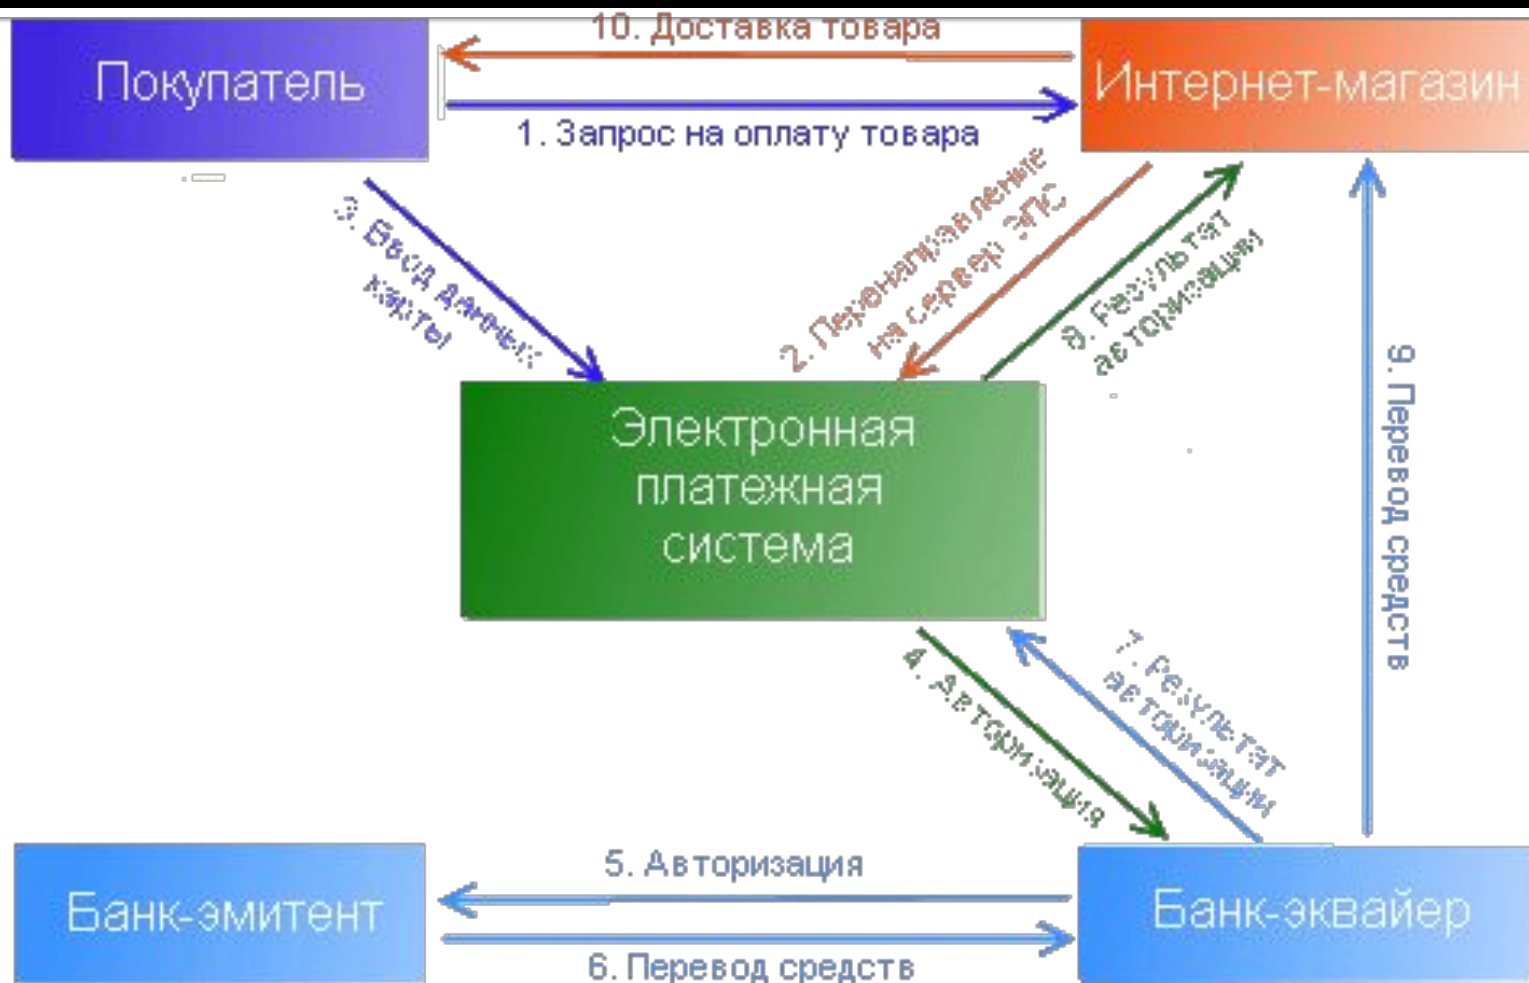 10. Доставка товара
Покупатель
Интернет-магазин
1. Запрос на оплату товара
3. Ввод данных
карты
2. Перенаправление
на сервер ЭПС
8. Результат
авторизации
Электронная
платежная
система
9. Перевод средств
4. Авторизация
7. Результат
авторизации
5. Авторизация
Банк-эмитент
Банк-эквайер
6. Перевод средств